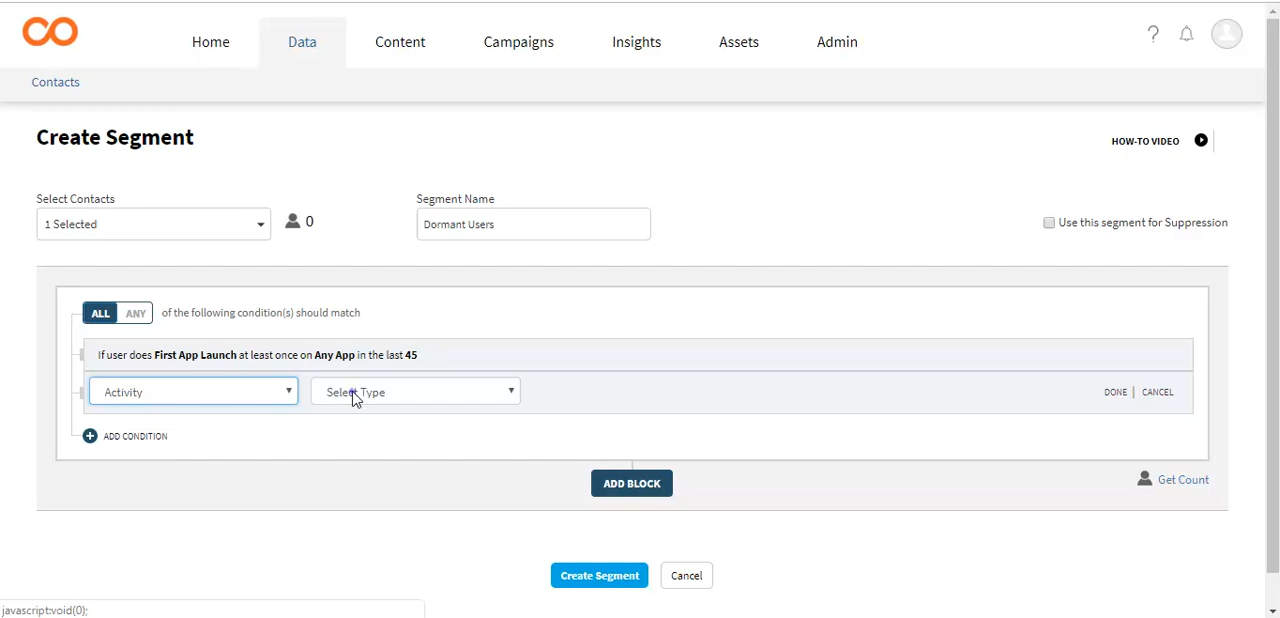 Home Data Content Campaigns Insights Assets Admin ?
Contacts
Create Segment
HOW-TO VIDEO
Select Contacts Segment Name
1 Selected 0 Dormant Users Use this segment for Suppression
ALL ANY of the following condition(s) should match
If user does First App Launch at least once on Any App in the last 45
Activity Select Type DONE | CANCEL
ADD CONDITION
ADD BLOCK Get Count
Create Segment Cancel
javascript:void(0);